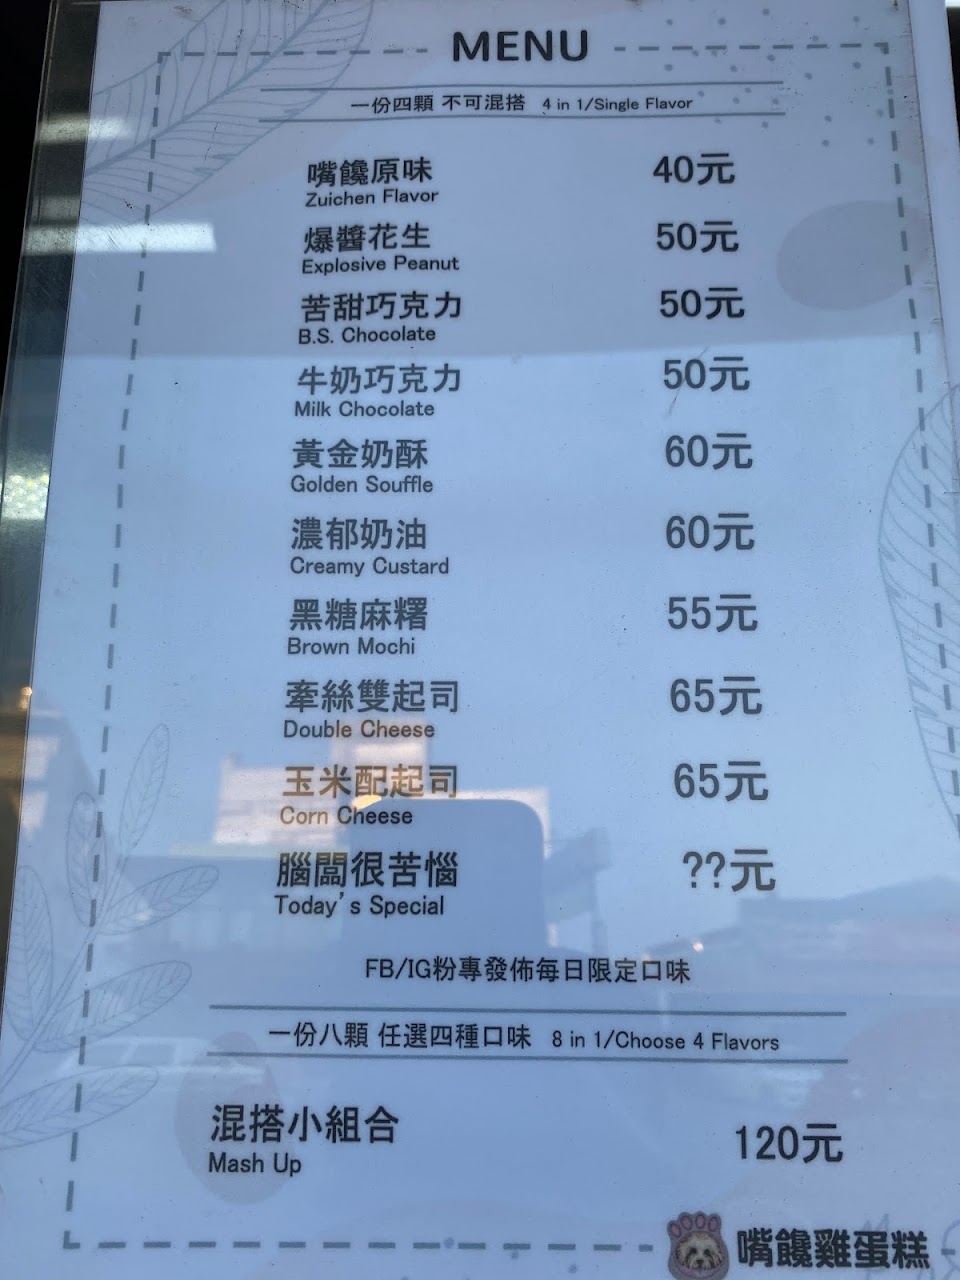 MENU
一份四顆 不可混搭 4 in 1/Single Flavor
嘴饞原味 40元
Zuichen Flavor
爆醬花生 50元
Explosive Peanut
苦甜巧克力 50元
B.S. Chocolate
牛奶巧克力 50元
Milk Chocolate
黃金奶酥 60元
Golden Souffle
濃郁奶油 60元
Creamy Custard
黑糖麻糬 55元
Brown Mochi
牽絲雙起司 65元
Double Cheese
玉米配起司 65元
Corn Cheese
腦闆很苦惱 ??元
Today's Special
FB/IG粉專發佈每日限定口味
一份八顆 任選四種口味 8 in 1/Choose 4 Flavors
混搭小組合 120元
Mash Up
嘴饞雞蛋糕